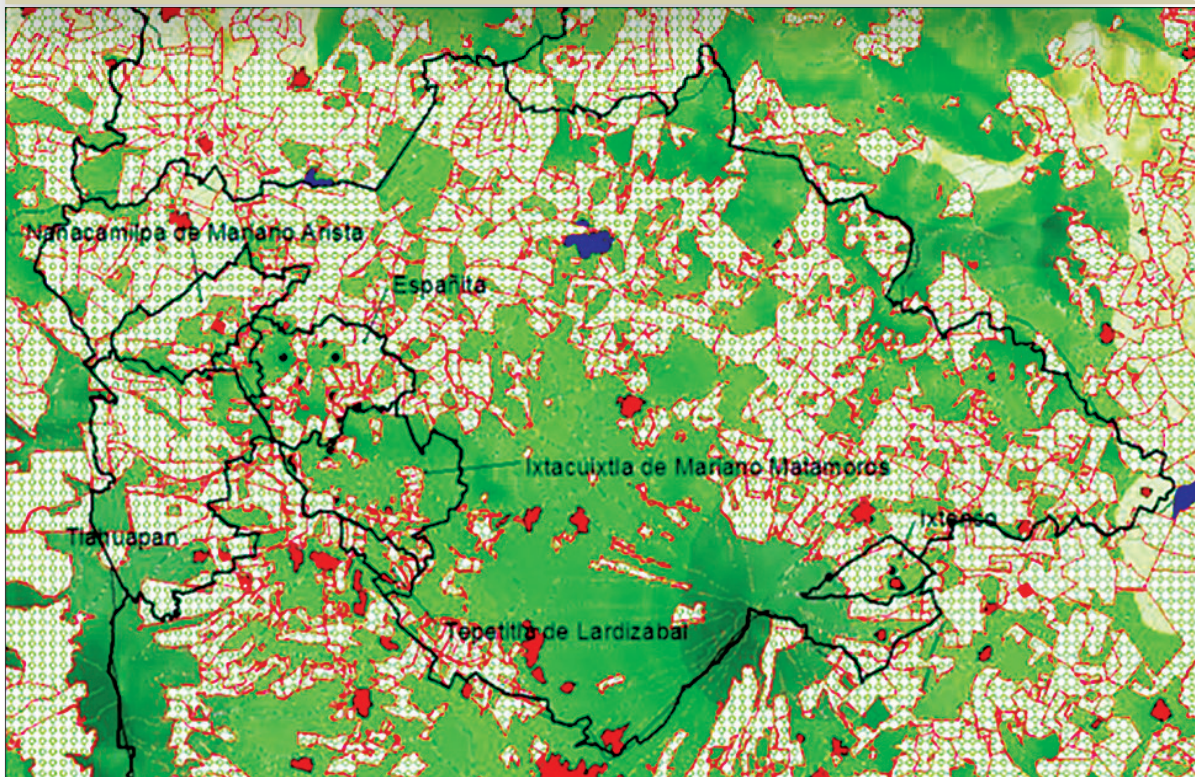 Nanacamilpa de Mariano Arista
Españita
Ixtacuixtla de Mariano Matamoros
Ixtenco
Tlahuapan
Tepetitla de Lardizabal